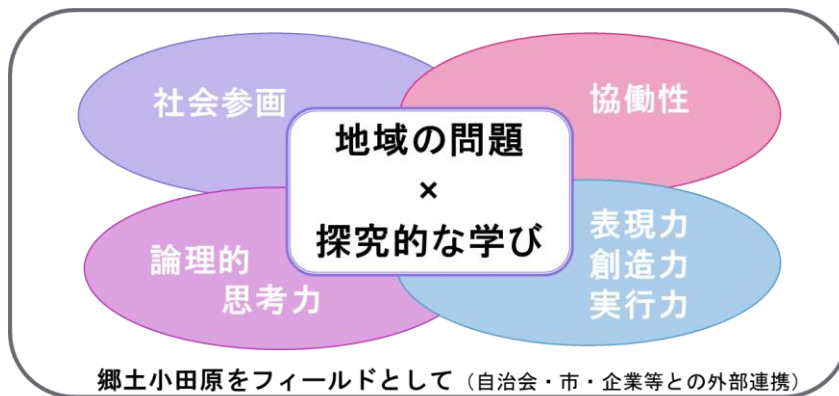 社会参画
協働性
地域の問題
×
探究的な学び
論理的
思考力
表現力
創造力
実行力
郷土小田原をフィールドとして（自治会・市・企業等との外部連携）